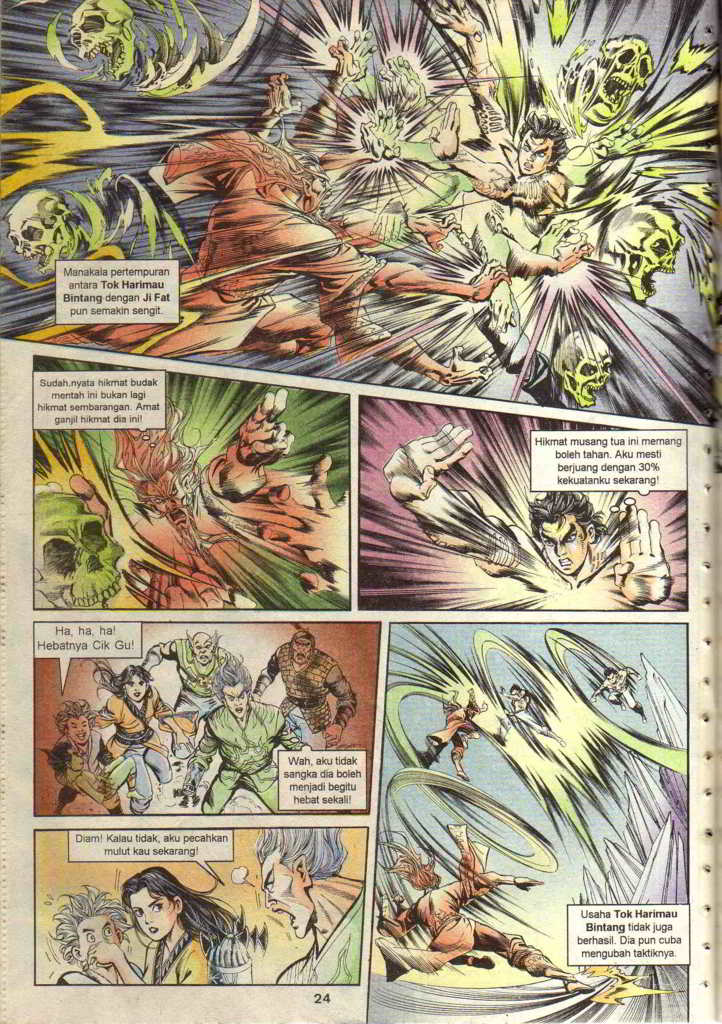 Manakala pertempuran
antara Tok Harimau
Bintang dengan Ji Fat
pun semakin sengit.
Sudah,nyata hikmat budak
mentah ini bukan lagi
hikmat sembarangan. Amat
ganjil hikmat dia ini!
Hikmat musang tua ini memang
boleh tahan. Aku mesti
berjuang dengan 30%
kekuatanku sekarang!
Ha, ha, ha!
Hebatnya Cik Gu!
Wah, aku tidak
sangka dia boleh
menjadi begitu
hebat sekali!
Diam! Kalau tidak, aku pecahkan
mulut kau sekarang!
Usaha Tok Harimau
Bintang tidak juga
berhasil. Dia pun cuba
mengubah taktiknya.
24